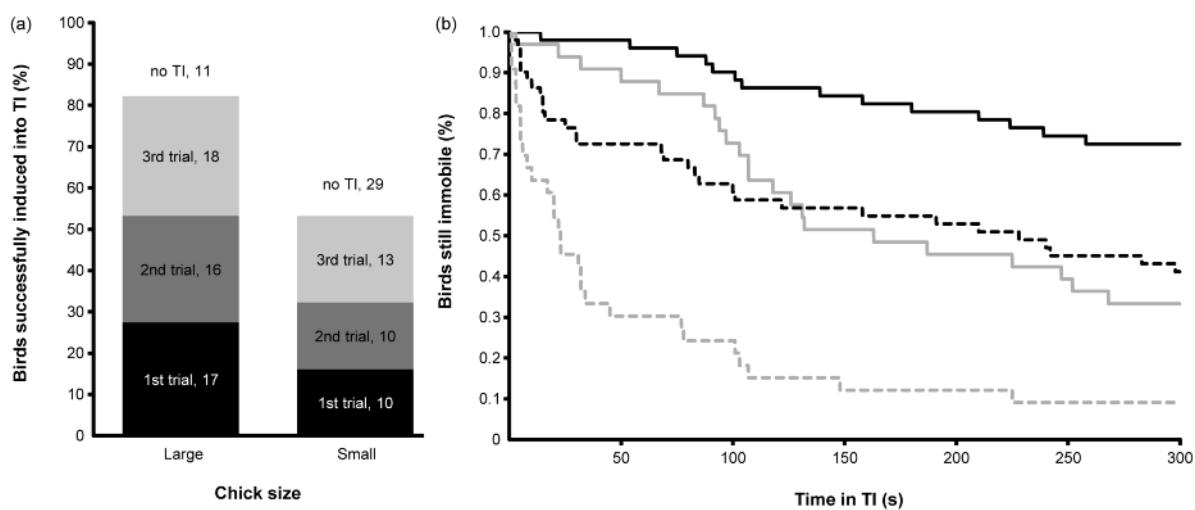 (a)
Birds successfully induced into TI (%)
100
90
80
70
60
50
40
30
20
10
0
no TI, 11
3rd trial, 18
2nd trial, 16
1st trial, 17
no TI, 29
3rd trial, 13
2nd trial, 10
1st trial, 10
Large
Small
Chick size
(b)
Birds still immobile (%)
1.0
0.9
0.8
0.7
0.6
0.5
0.4
0.3
0.2
0.1
0
50
100
150
200
250
300
Time in TI (s)